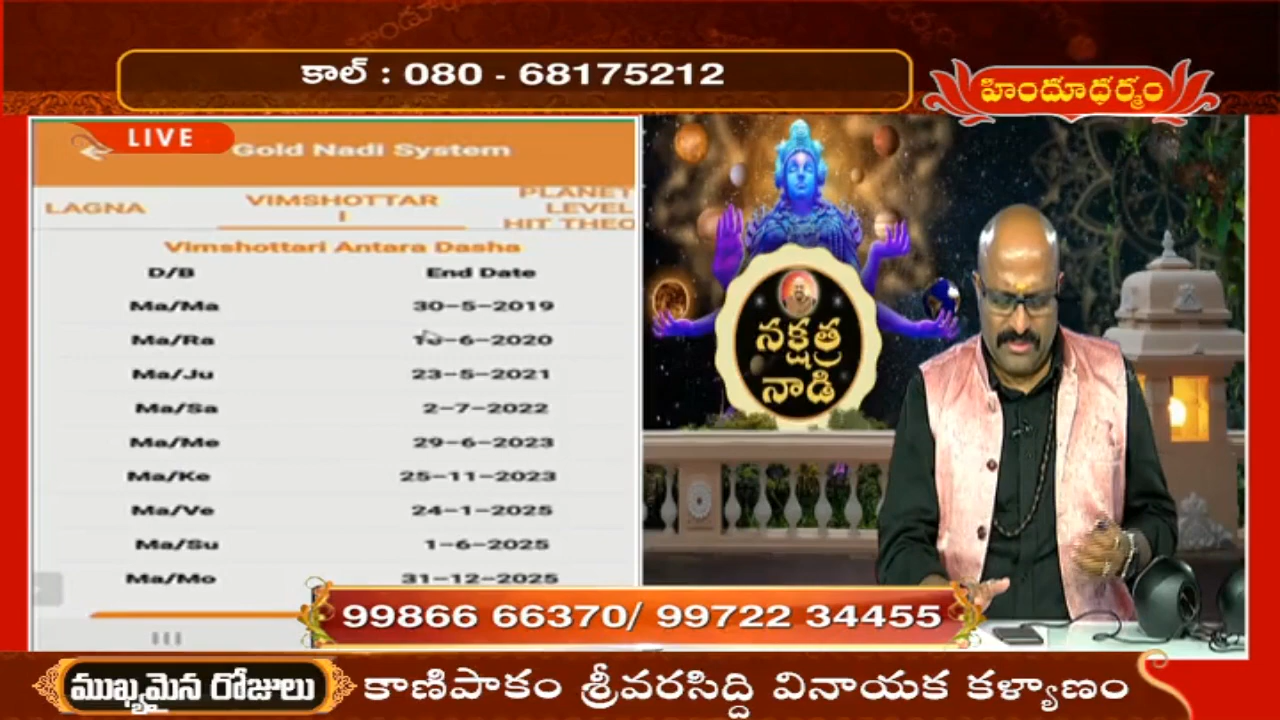 కాల్ : 080 - 68175212
హిందూధర్మం
LIVE
Gold Nadi System
LAGNA
VIMSHOTTAR
I
PLANET
LEVEL
HIT THEO
Vimshottari Antara Dasha
D/B End Date
Ma/Ma 30-5-2019
Ma/Ra -6-2020
Ma/Ju 23-5-2021
Ma/Sa 2-7-2022
Ma/Me 29-6-2023
Ma/Ke 25-11-2023
Ma/Ve 24-1-2025
Ma/Su 1-6-2025
Ma/Mo 31-12-2025
నక్షత్ర
నాడి
99866 66370/ 99722 34455
ముఖ్యమైన రోజులు
కాణిపాకం శ్రీవరసిద్ది వినాయక కళ్యాణం